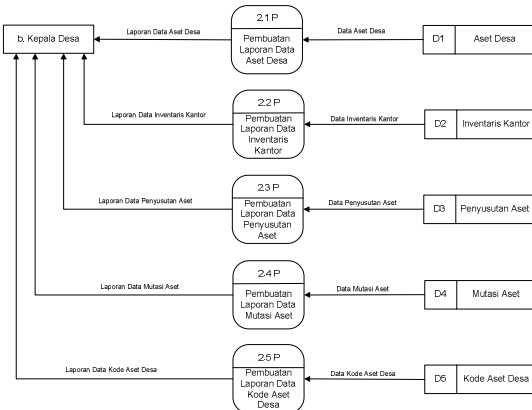 2.1 P
Laporan Data Aset Desa
Data Aset Desa
b. Kepala Desa
Pembuatan
Laporan Data
Aset Desa
D1
Aset Desa
2.2 P
Laporan Data Inventaris Kantor
Data Inventaris Kantor
Pembuatan
Laporan Data
Inventaris
Kantor
D2
Inventaris Kantor
2.3 P
Laporan Data Penyusutan Aset
Data Penyusutan Aset
Pembuatan
Laporan Data
Penyusutan
Aset
D3
Penyusutan Aset
2.4 P
Laporan Data Mutasi Aset
Data Mutasi Aset
Pembuatan
Laporan Data
Mutasi Aset
D4
Mutasi Aset
2.5 P
Laporan Data Kode Aset Desa
Data Kode Aset Desa
Pembuatan
Laporan Data
Kode Aset
Desa
D5
Kode Aset Desa